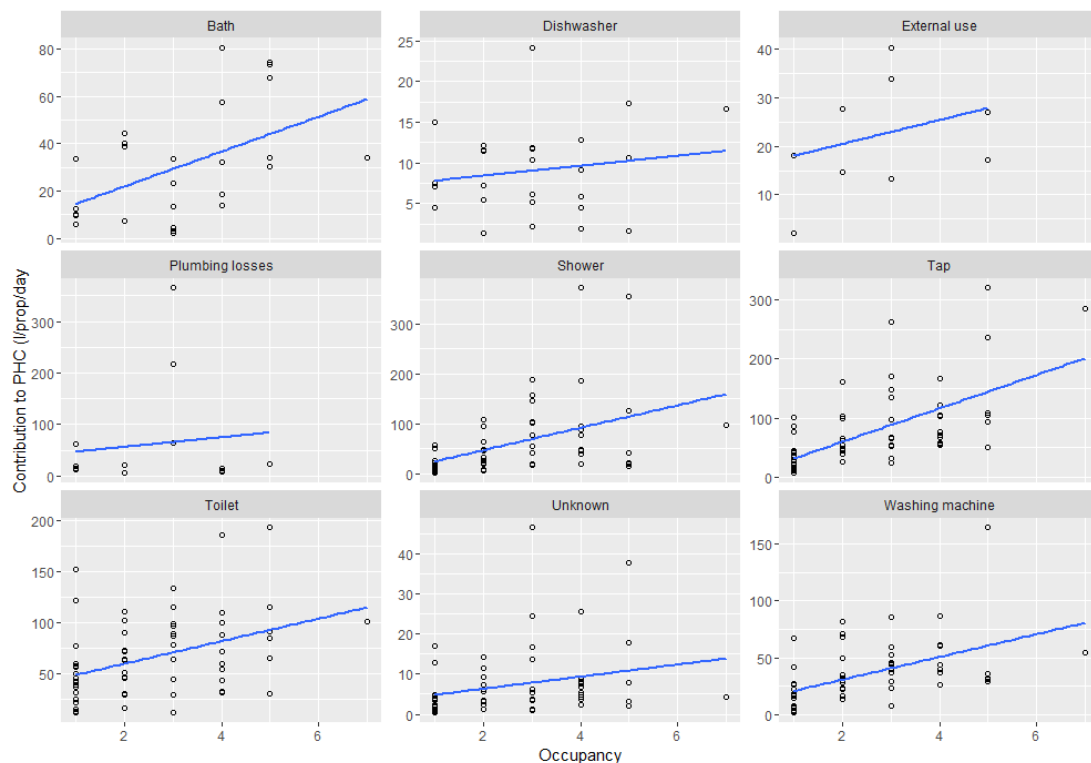 Bath
Dishwasher
External use
80
60
40
20
0
25
20
15
10
5
40
30
20
10
Plumbing losses
Shower
Tap
300
200
100
0
300
200
100
0
300
200
100
0
Toilet
Unknown
Washing machine
200
150
100
50
40
30
20
10
0
150
100
50
0
2 4 6
2 4 6
2 4 6
Occupancy
Contribution to PHC (l/prop/day)